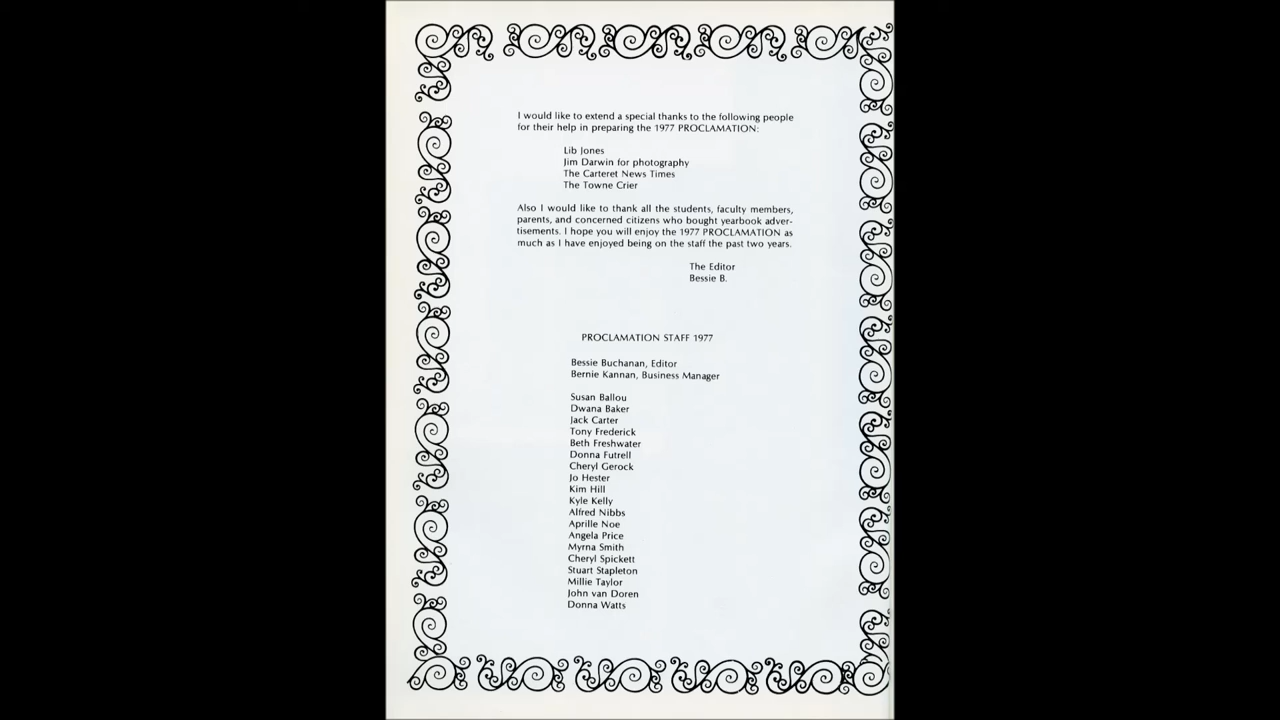 I would like to extend a special thanks to the following people
for their help in preparing the 1977 PROCLAMATION:
Lib Jones
Jim Darwin for photography
The Carteret News Times
The Towne Crier
Also I would like to thank all the students, faculty members,
parents, and concerned citizens who bought yearbook adver-
tisements. I hope you will enjoy the 1977 PROCLAMATION as
much as I have enjoyed being on the staff the past two years.
The Editor
Bessie B.
PROCLAMATION STAFF 1977
Bessie Buchanan, Editor
Bernie Kannan, Business Manager
Susan Ballou
Dwana Baker
Jack Carter
Tony Frederick
Beth Freshwater
Donna Futrell
Cheryl Gerock
Jo Hester
Kim Hill
Kyle Kelly
Alfred Nibbs
Aprille Noe
Angela Price
Myrna Smith
Cheryl Spickett
Stuart Stapleton
Millie Taylor
John van Doren
Donna Watts